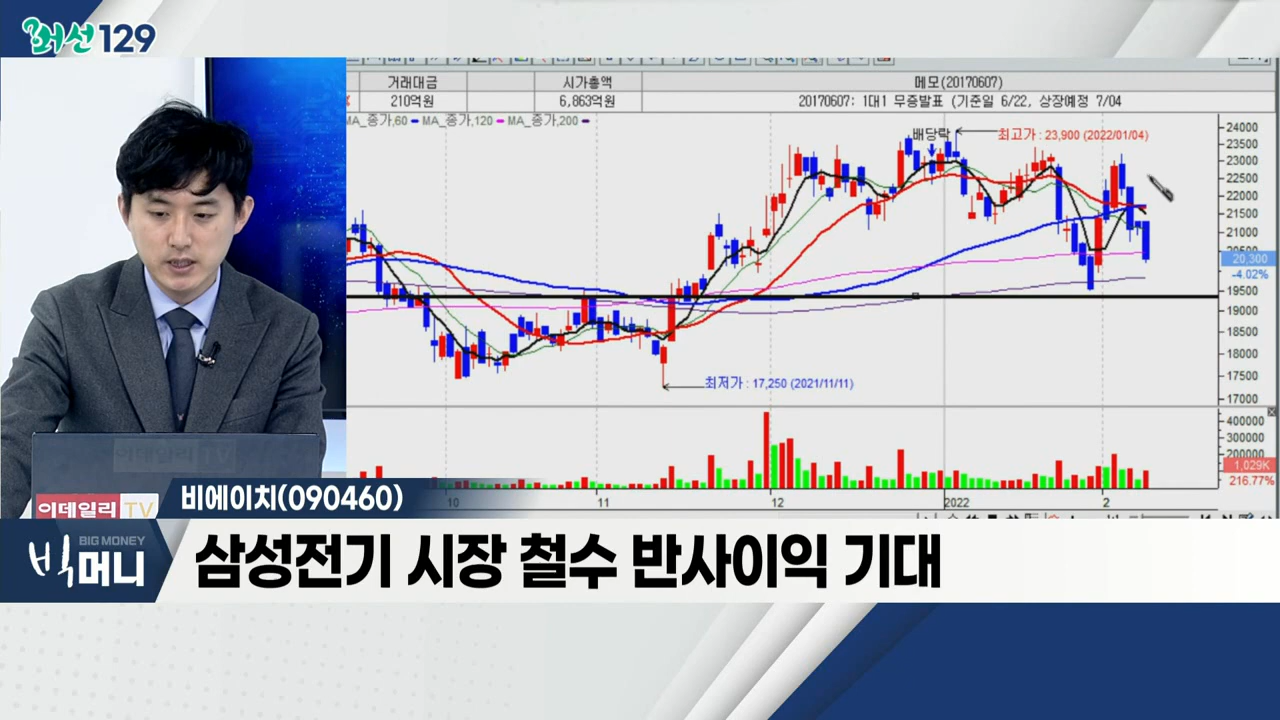 머선129
거래대금 시가총액 메모(20170607)
210억원 6,863억원 20170607: 1대1 무증발표 (기준일 6/22, 상장예정 7/04
MA_종가,60 MA_종가,120 MA_종가,200
배당락 최고가 : 23,900 (2022/01/04)
최저가 : 17,250 (2021/11/11)
24000
23500
23000
22500
22000
21500
21000
20500
20,300
-4.02%
19500
19000
18500
18000
17500
17000
400000
300000
200000
1,029K
216.77%
10 11 12 2022 2
이데일리TV
이데일리 TV
비에이치(090460)
BIG MONEY
빅머니
삼성전기 시장 철수 반사이익 기대